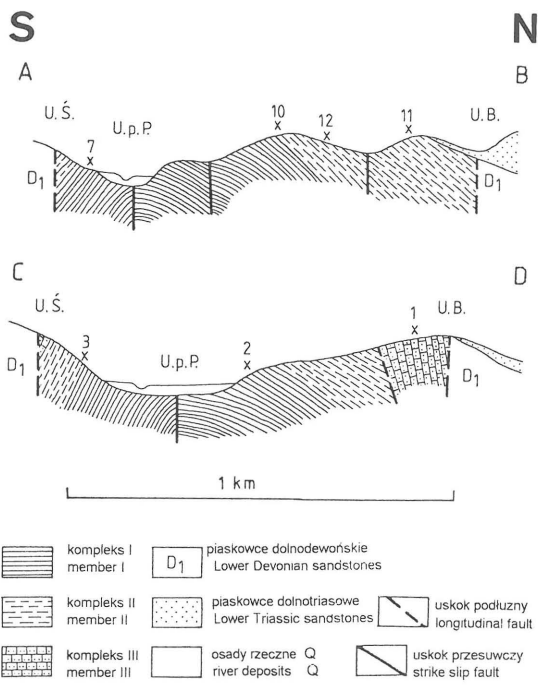 S N
A B
U. Ś. U.p.P. 7 10 12 11 U.B.
D1 D1
C D
U.Ś. 3 U.p.P. 2 1 U.B.
D1 D1
1 km
kompleks I
member I
D1
piaskowce dolnodewońskie
Lower Devonian sandstones
kompleks II
member II
piaskowce dolnotriasowe
Lower Triassic sandstones
uskok podłuzny
longitudinal fault
kompleks III
member III
osady rzeczne Q
river deposits Q
uskok przesuwczy
strike slip fault